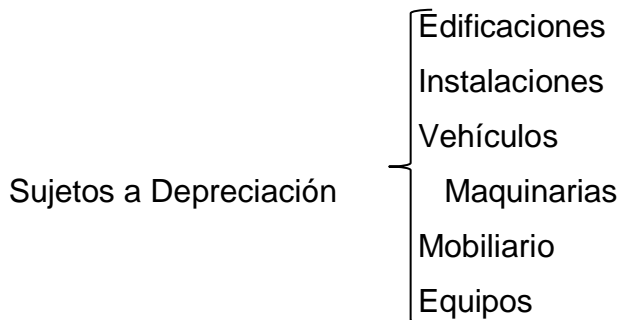 Edificaciones
Instalaciones
Vehículos
Sujetos a Depreciación Maquinarias
Mobiliario
Equipos